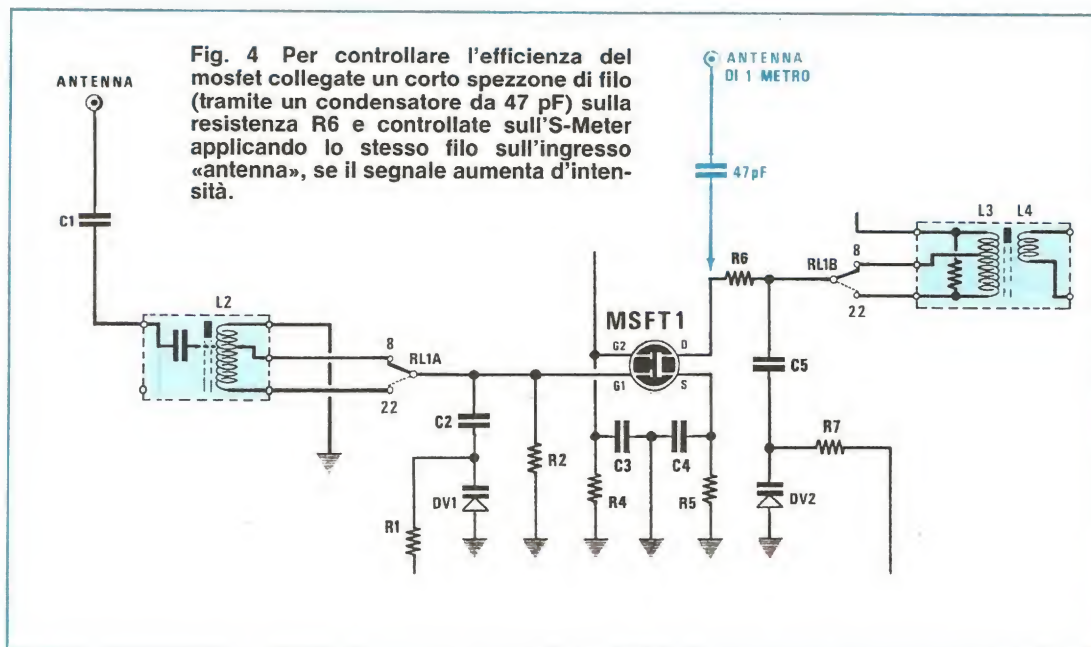 Fig. 4 Per controllare l'efficienza del
mosfet collegate un corto spezzone di filo
(tramite un condensatore da 47 pF) sulla
resistenza R6 e controllate sull'S-Meter
applicando lo stesso filo sull'ingresso
«antenna», se il segnale aumenta d'inten-
sità.
ANTENNA
ANTENNA
DI 1 METRO
C1
47pF
L2
8
RL1A
22
C2
DV1
R1
R2
MSFT1
G2
D
G1
S
C3
C4
R4
R5
R6
RL1B
8
22
L3
L4
C5
R7
DV2